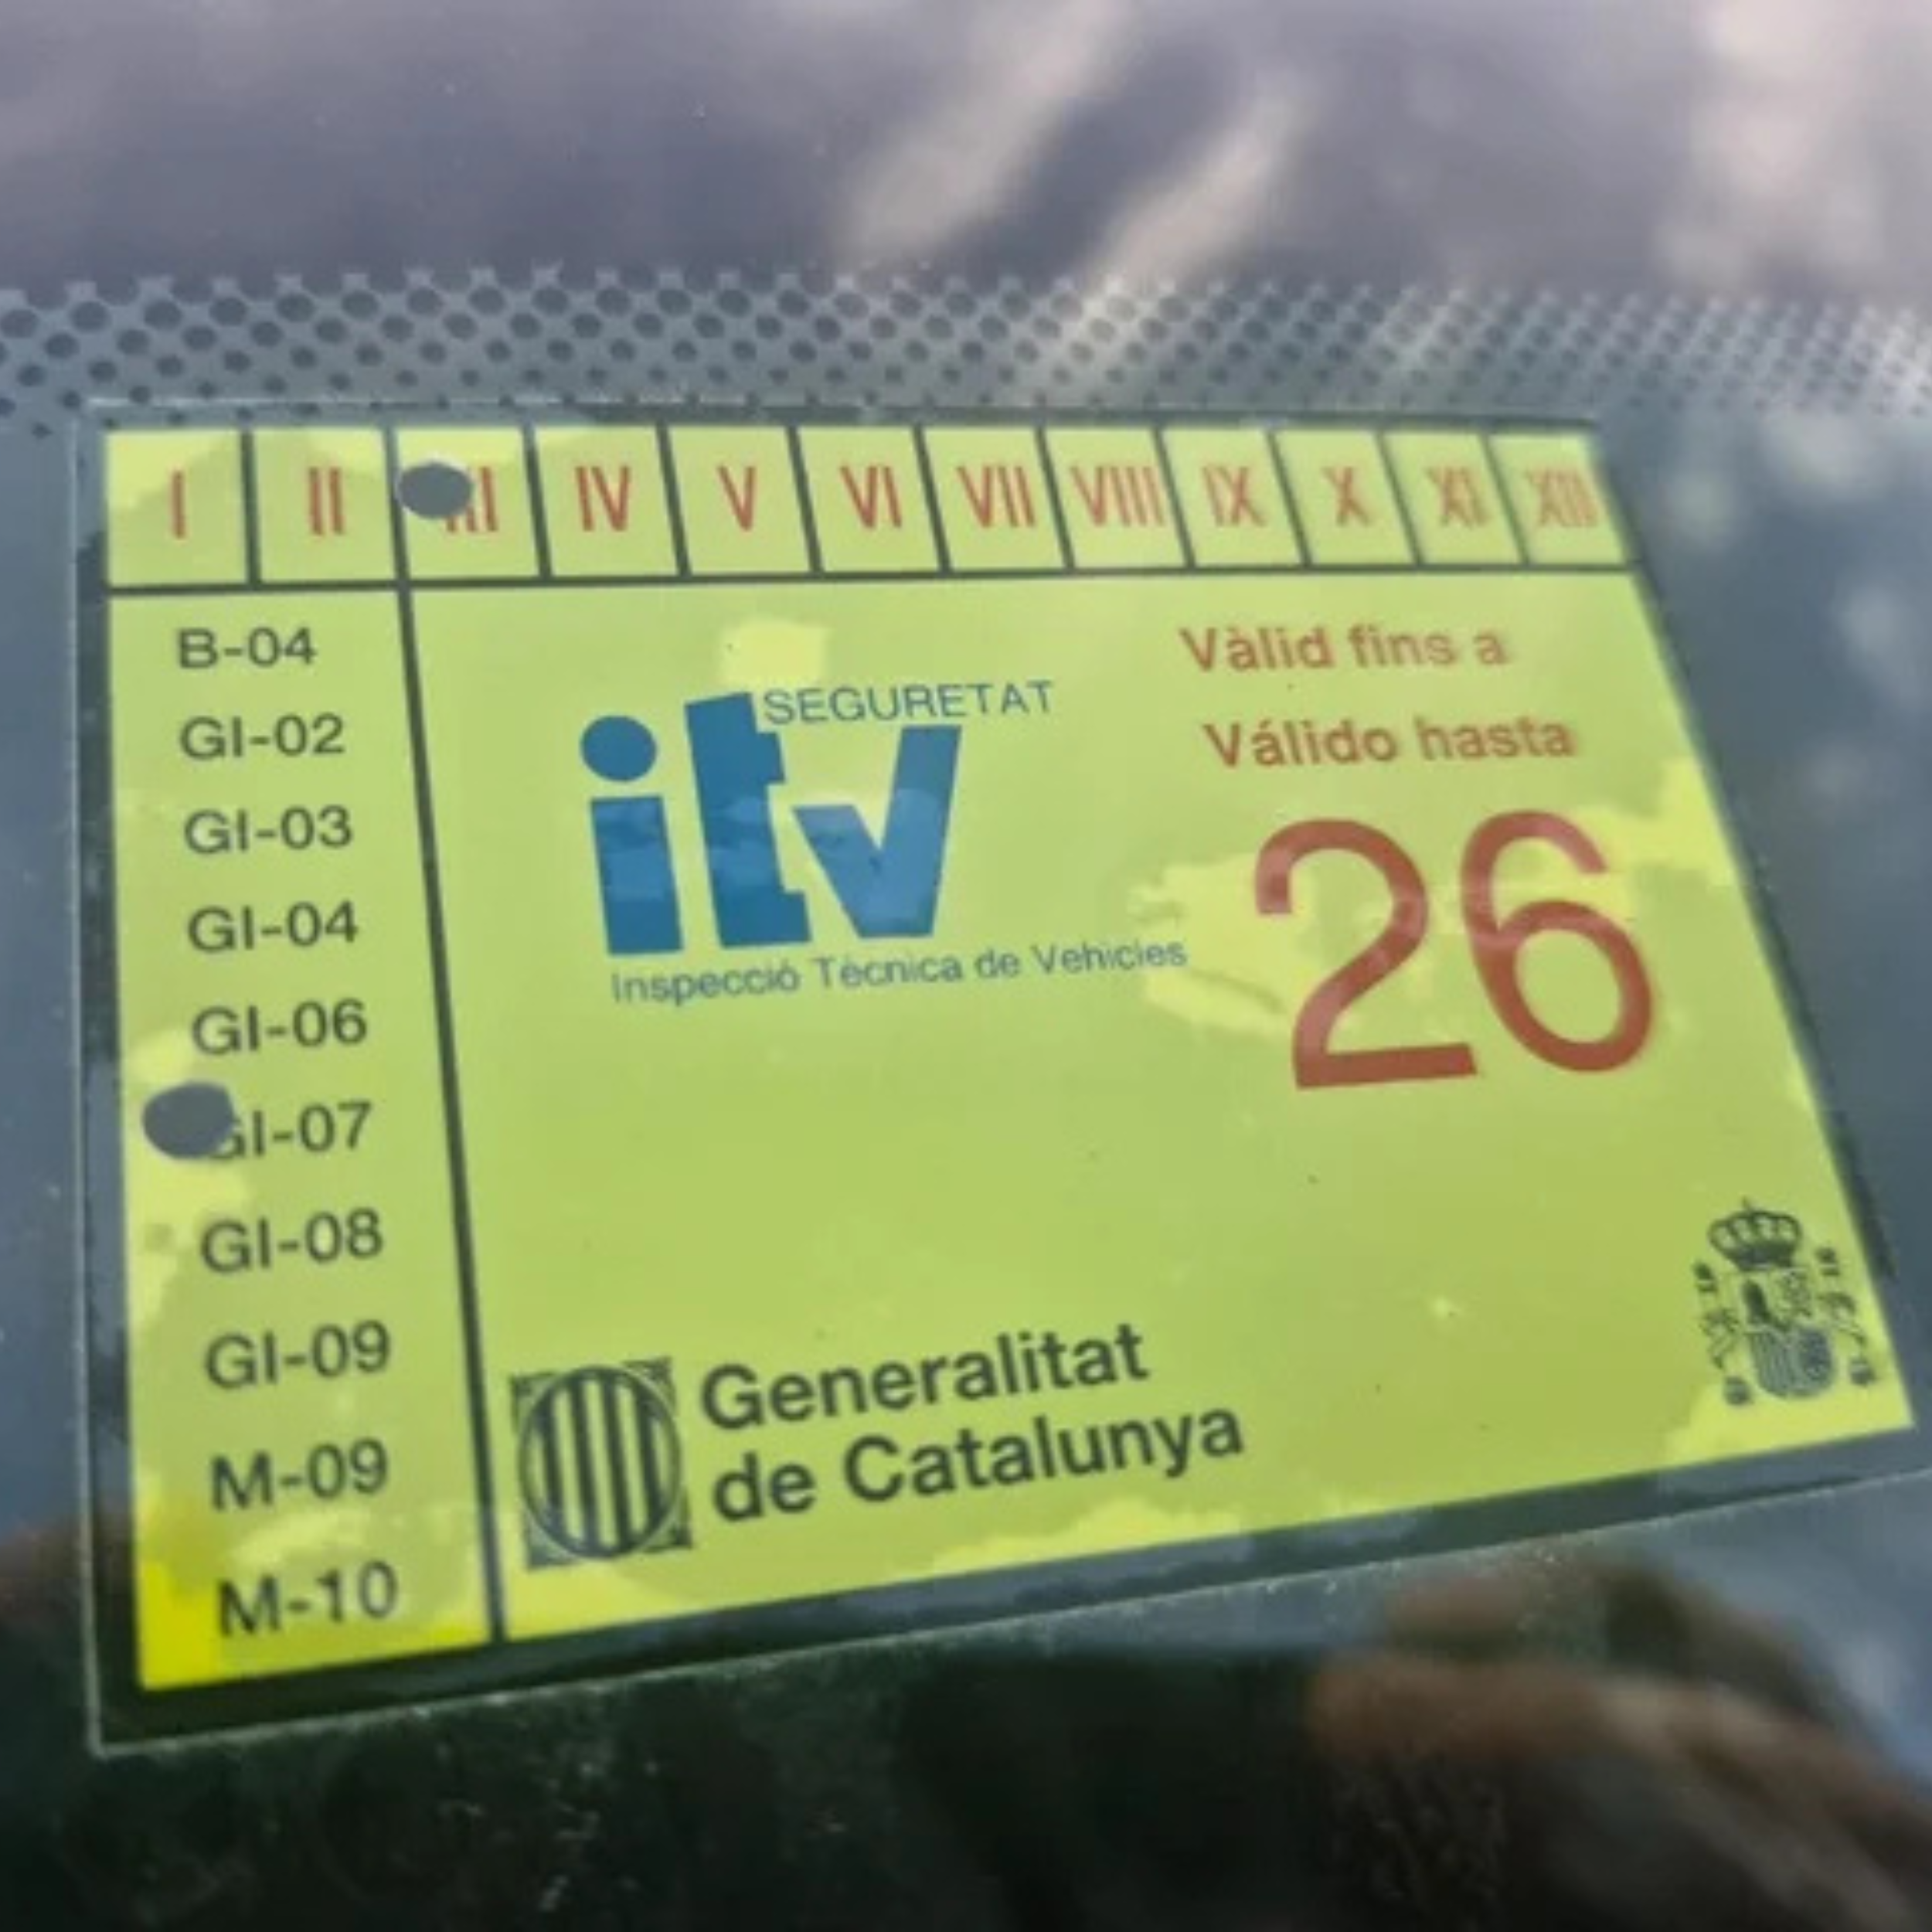 I II III IV V VI VII VIII IX X XI XII
B-04
GI-02
GI-03
GI-04
GI-06
GI-07
GI-08
GI-09
M-09
M-10
SEGURETAT
itv
Inspecció Tècnica de Vehicles
Vàlid fins a
Válido hasta
26
Generalitat
de Catalunya